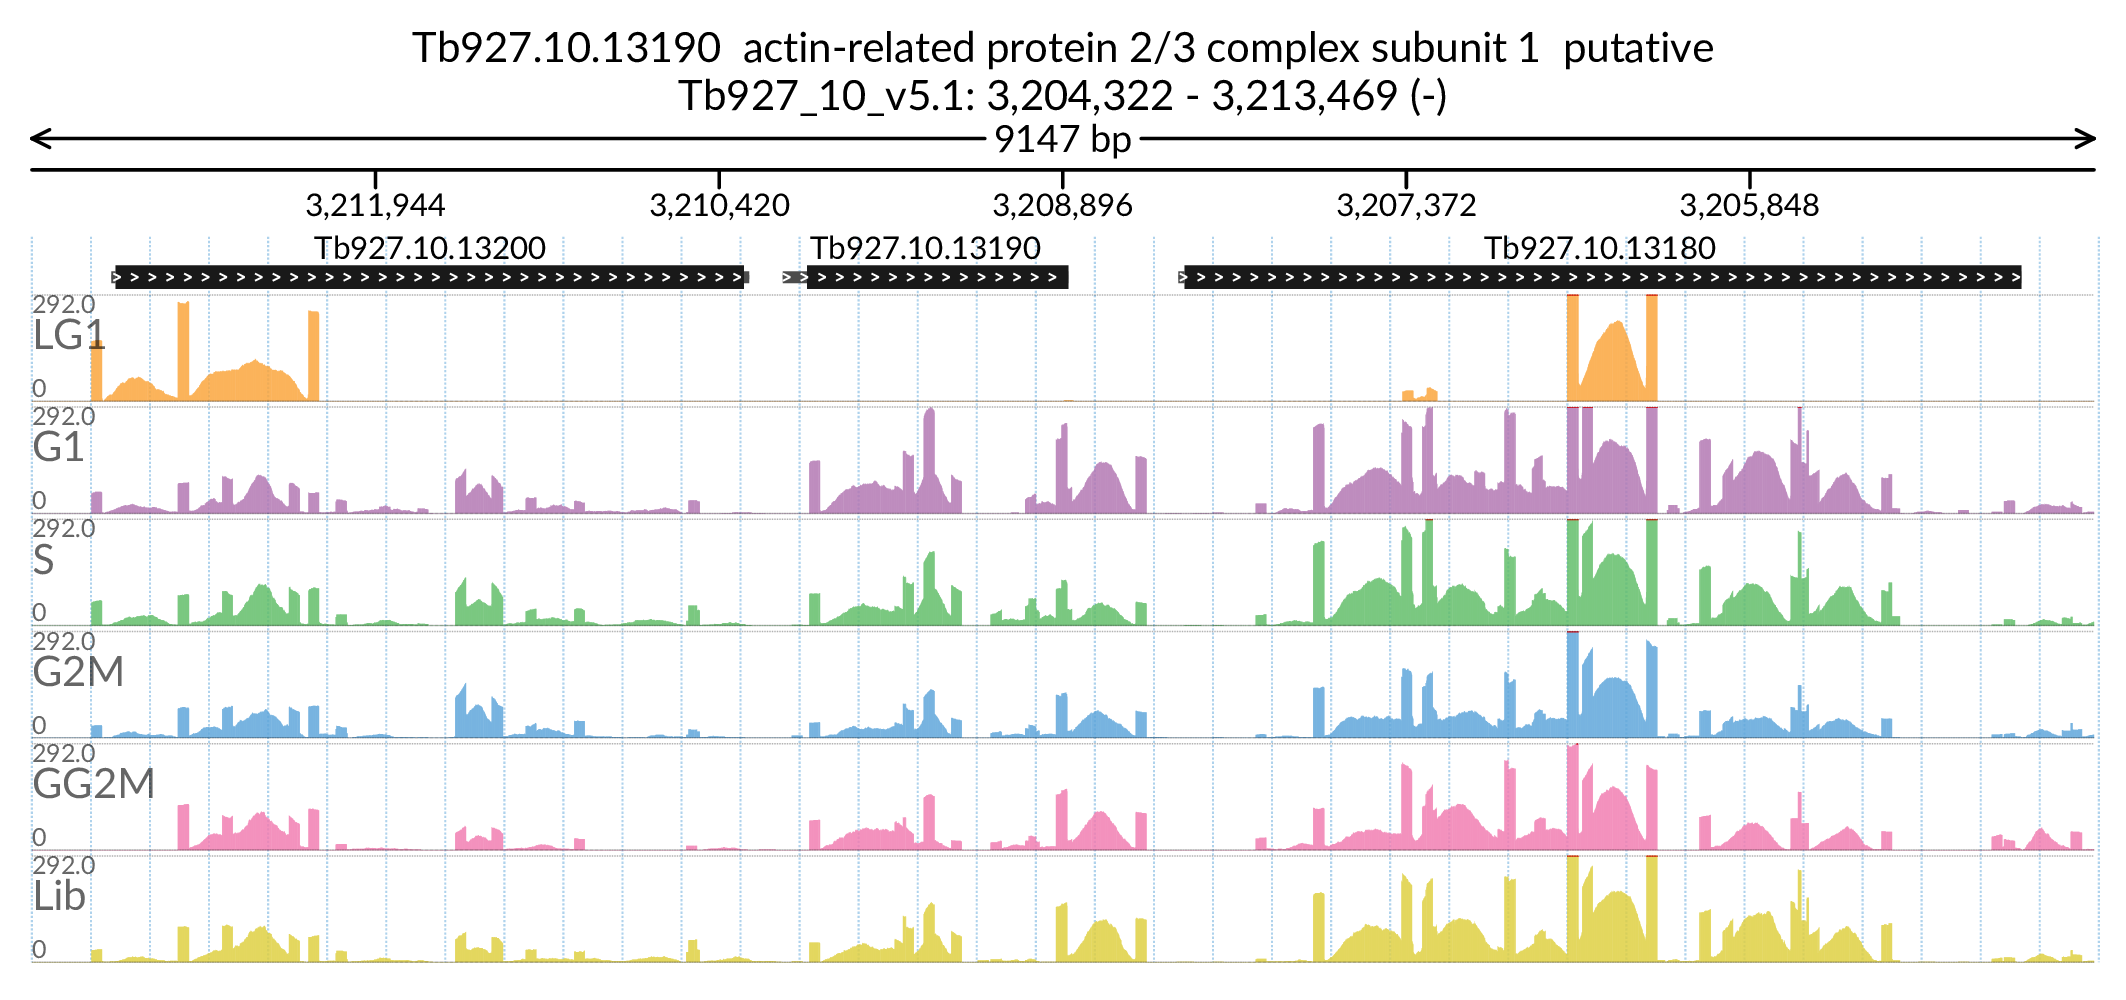 Tb927.10.13190  actin-related protein 2/3 complex subunit 1  putative
Tb927_10_v5.1: 3,204,322 - 3,213,469 (-)
9147 bp
3,211,944 3,210,420 3,208,896 3,207,372 3,205,848
Tb927.10.13200 Tb927.10.13190 Tb927.10.13180
292.0
LG1
0
292.0
G1
0
292.0
S
0
292.0
G2M
0
292.0
GG2M
0
292.0
Lib
0